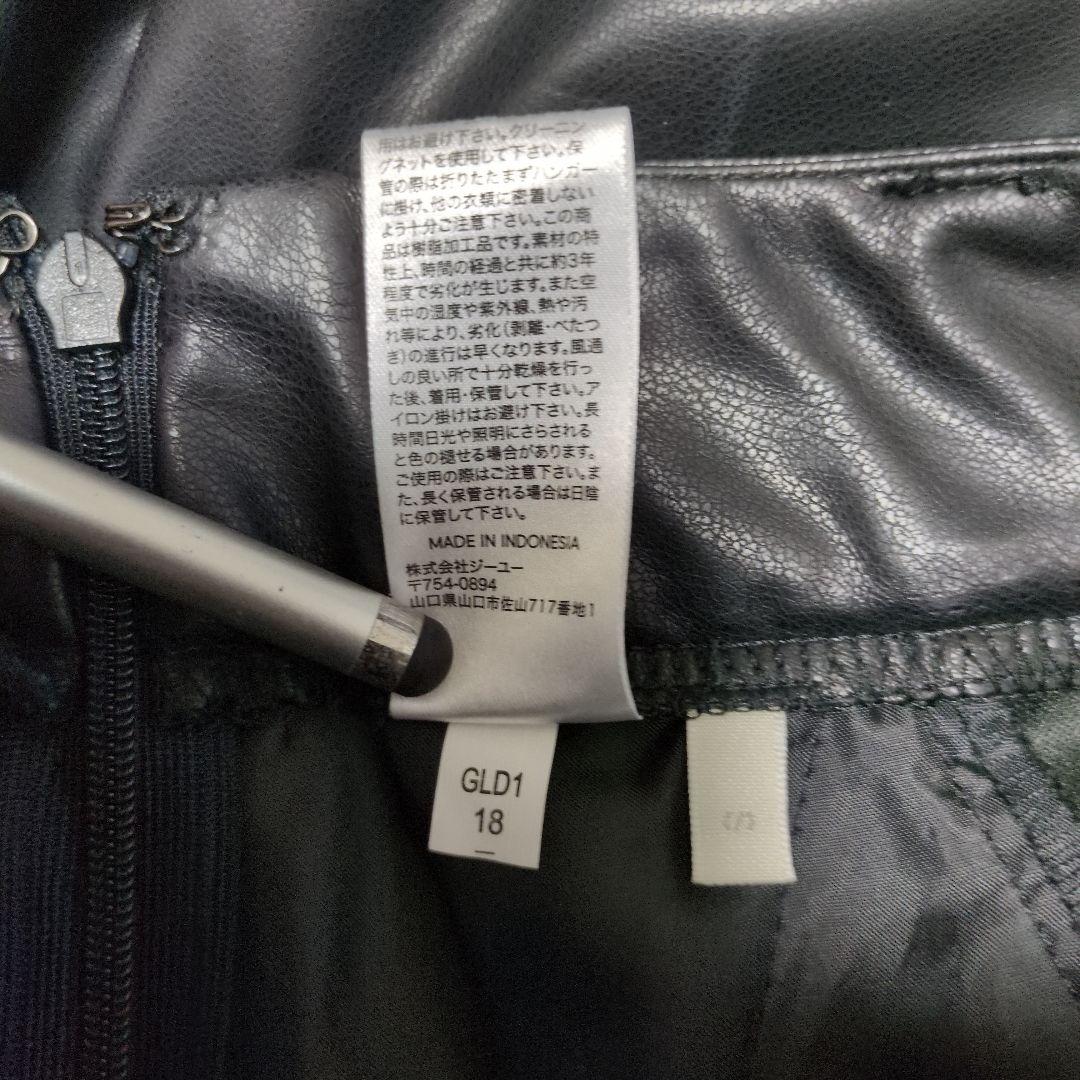 用はお避け下さい。クリーニン
グネットを使用して下さい。保
管の際は折りたたまずハンガー
に掛け、他の衣類に密着しない
よう十分ご注意下さい。この商
品は樹脂加工品です。素材の特
性上、時間の経過と共に約3年
程度で劣化が生じます。また空
気中の湿度や紫外線、熱や汚
れ等により、劣化(剥離・べたつ
き)の進行は早くなります。風通
しの良い所で十分乾燥を行っ
た後、着用・保管して下さい。ア
イロン掛けはお避け下さい。長
時間日光や照明にさらされる
と色の褪せる場合があります。
ご使用の際はご注意下さい。ま
た、長く保管される場合は日陰
に保管して下さい。
MADE IN INDONESIA
株式会社ジーユー
〒754-0894
山口県山口市佐山717番地1
GLD1
18